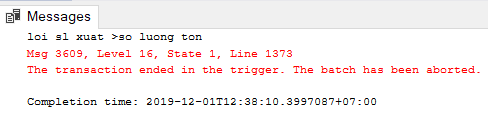 Messages
loi sl xuat >so luong ton
Msg 3609, Level 16, State 1, Line 1373
The transaction ended in the trigger. The batch has been aborted.
Completion time: 2019-12-01T12:38:10.3997087+07:00